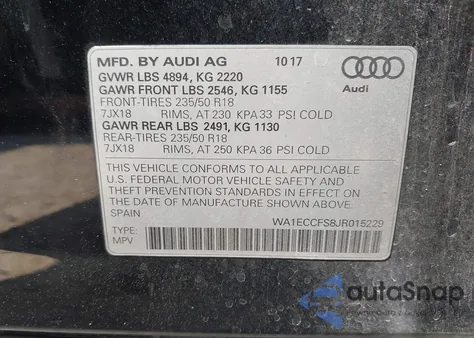 MFD. BY AUDI AG 10 17
GVWR LBS 4894, KG 2220
GAWR FRONT LBS 2546, KG 1155
FRONT-TIRES 235/50 R18
7JX18 RIMS, AT 230 KPA 33 PSI COLD
GAWR REAR LBS 2491, KG 1130
REAR-TIRES 235/50 R18
7JX18 RIMS, AT 250 KPA 36 PSI COLD
Audi
THIS VEHICLE CONFORMS TO ALL APPLICABLE
U.S. FEDERAL MOTOR VEHICLE SAFETY AND
THEFT PREVENTION STANDARDS IN EFFECT ON
THE DATE OF MANUFACTURE SHOWN ABOVE.
SPAIN
WA1ECCFS8JR015229
TYPE:
MPV
autoSnap